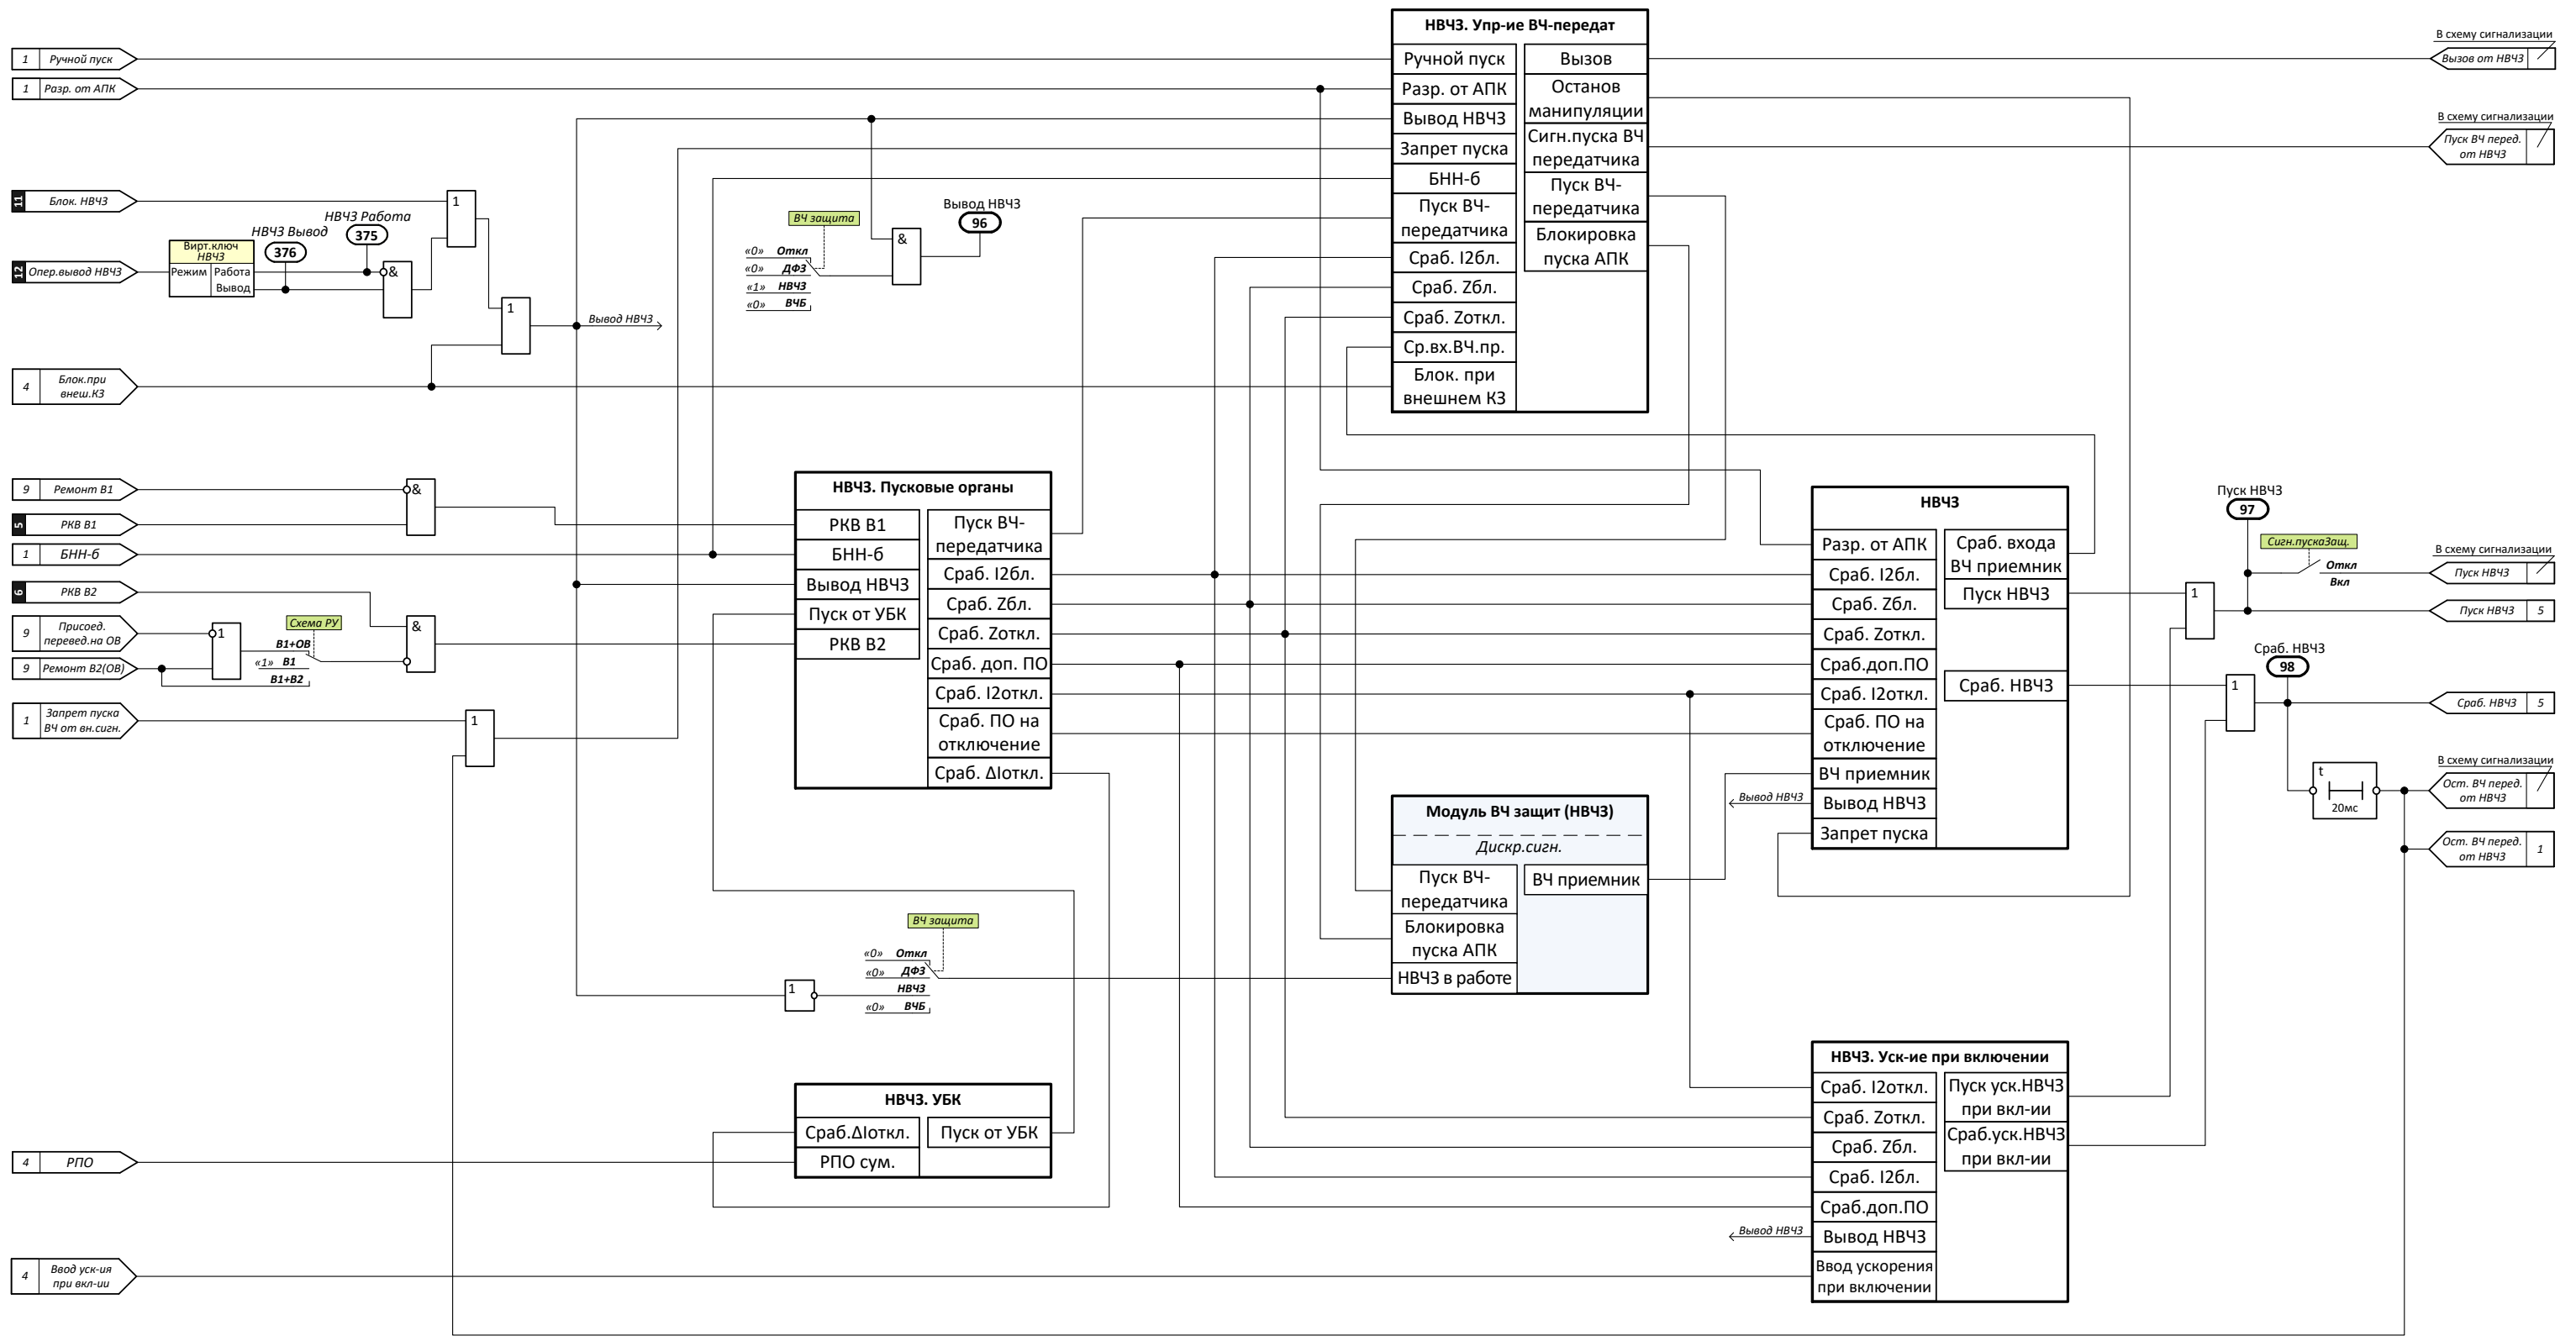 НВЧЗ. Упр-ие ВЧ-передат
Ручной пуск
Разр. от АПК
Вывод НВЧЗ
Запрет пуска
БНН-б
Пуск ВЧ-
передатчика
Сраб. I2бл.
Сраб. Zбл.
Сраб. Zоткл.
Ср.вх.ВЧ.пр.
Блок. при
внешнем КЗ
Вызов
Останов
манипуляции
Сигн.пуска ВЧ
передатчика
Пуск ВЧ-
передатчика
Блокировка
пуска АПК
1 Ручной пуск
1 Разр. от АПК
11 Блок. НВЧЗ
12 Опер.вывод НВЧЗ
Вирт.ключ
НВЧЗ
Режим
Работа
Вывод
НВЧЗ Вывод
376
НВЧЗ Работа
375
&
1
1
Вывод НВЧЗ
4 Блок.при
внеш.КЗ
ВЧ защита
«0» Откл
«0» ДФЗ
«1» НВЧЗ
«0» ВЧБ
&
Вывод НВЧЗ
96
В схему сигнализации
Вызов от НВЧЗ
В схему сигнализации
Пуск ВЧ перед.
от НВЧЗ
9 Ремонт В1
5 РКВ В1
&
1 БНН-б
6 РКВ В2
9 Присоед.
перевед.на ОВ
9 Ремонт В2(ОВ)
1
Схема РУ
В1+ОВ
«1» В1
В1+В2
&
1 Запрет пуска
ВЧ от вн.сигн.
1
НВЧЗ. Пусковые органы
РКВ В1
БНН-б
Вывод НВЧЗ
Пуск от УБК
РКВ В2
Пуск ВЧ-
передатчика
Сраб. I2бл.
Сраб. Zбл.
Сраб. Zоткл.
Сраб. доп. ПО
Сраб. I2откл.
Сраб. ПО на
отключение
Сраб. ΔIоткл.
НВЧЗ
Разр. от АПК
Сраб. I2бл.
Сраб. Zбл.
Сраб. Zоткл.
Сраб.доп.ПО
Сраб. I2откл.
Сраб. ПО на
отключение
ВЧ приемник
Вывод НВЧЗ
Запрет пуска
Сраб. входа
ВЧ приемник
Пуск НВЧЗ
Сраб. НВЧЗ
Вывод НВЧЗ
1
Пуск НВЧЗ
97
Сигн.пускаЗащ.
Откл
Вкл
В схему сигнализации
Пуск НВЧЗ
Пуск НВЧЗ 5
1
Сраб. НВЧЗ
98
Сраб. НВЧЗ 5
t
20мс
В схему сигнализации
Ост. ВЧ перед.
от НВЧЗ
Ост. ВЧ перед.
от НВЧЗ 1
Модуль ВЧ защит (НВЧЗ)
Дискр.сигн.
Пуск ВЧ-
передатчика
Блокировка
пуска АПК
НВЧЗ в работе
ВЧ приемник
ВЧ защита
«0» Откл
«0» ДФЗ
НВЧЗ
«0» ВЧБ
1
НВЧЗ. УБК
Сраб.ΔIоткл.
РПО сум.
Пуск от УБК
4 РПО
НВЧЗ. Уск-ие при включении
Сраб. I2откл.
Сраб. Zоткл.
Сраб. Zбл.
Сраб. I2бл.
Сраб.доп.ПО
Вывод НВЧЗ
Ввод ускорения
при включении
Пуск уск.НВЧЗ
при вкл-ии
Сраб.уск.НВЧЗ
при вкл-ии
Вывод НВЧЗ
4 Ввод уск-ия
при вкл-ии